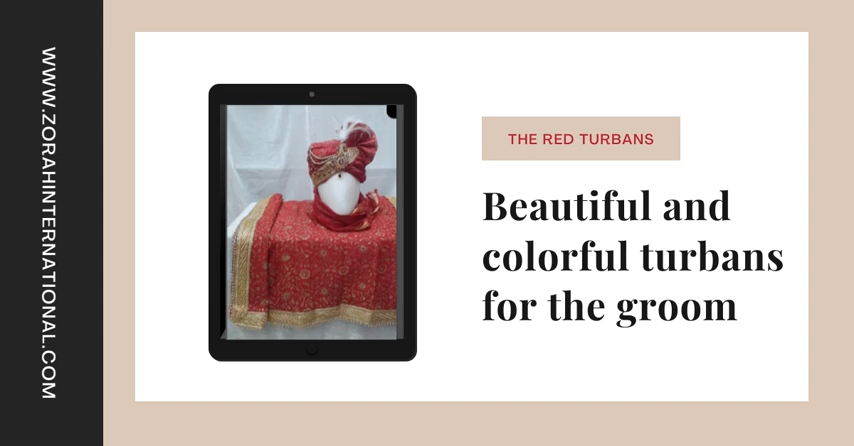 WWW.ZORAHINTERNATIONAL.COM
THE RED TURBANS
Beautiful and
colorful turbans
for the groom